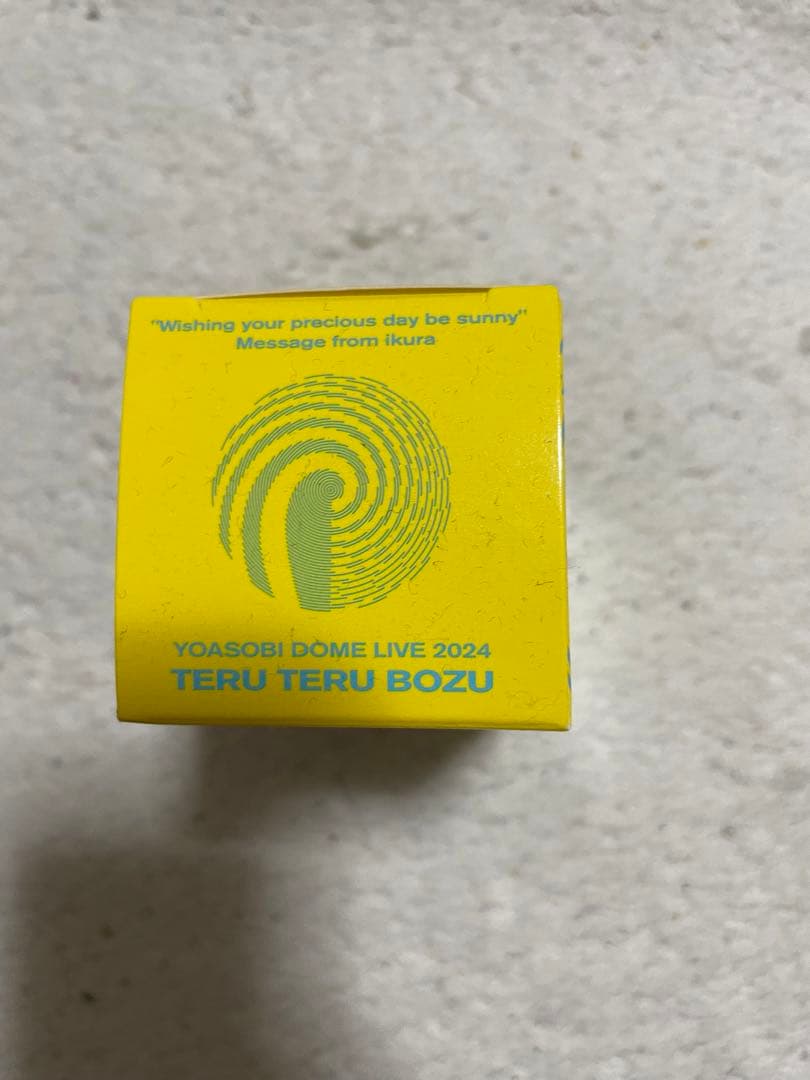 "Wishing your precious day be sunny"
Message from ikura
YOASOBI DOME LIVE 2024
TERU TERU BOZU